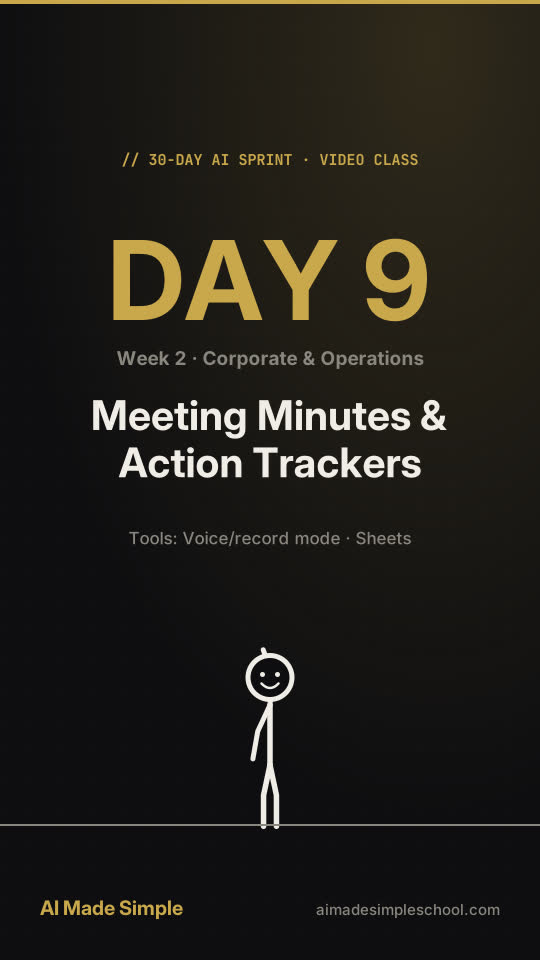 // 30-DAY AI SPRINT · VIDEO CLASS
DAY 9
Week 2 · Corporate & Operations
Meeting Minutes &
Action Trackers
Tools: Voice/record mode · Sheets
AI Made Simple
aimadesimpleschool.com